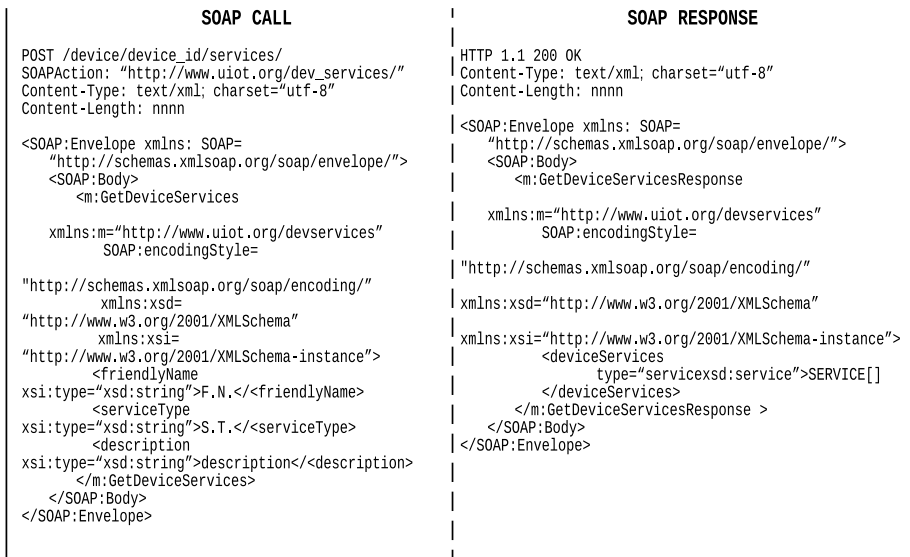 SOAP CALL
POST /device/device_id/services/
SOAPAction: “http://www.uiot.org/dev_services/”
Content-Type: text/xml; charset=“utf-8”
Content-Length: nnnn
<SOAP:Envelope xmlns: SOAP=
“http://schemas.xmlsoap.org/soap/envelope/”>
<SOAP:Body>
<m:GetDeviceServices
xmlns:m=“http://www.uiot.org/devservices”
SOAP:encodingStyle=
"http://schemas.xmlsoap.org/soap/encoding/”
xmlns:xsd=
“http://www.w3.org/2001/XMLSchema”
xmlns:xsi=
“http://www.w3.org/2001/XMLSchema-instance”>
<friendlyName
xsi:type=“xsd:string”>F.N.</<friendlyName>
<serviceType
xsi:type=“xsd:string”>S.T.</<serviceType>
<description
xsi:type=“xsd:string”>description</<description>
</m:GetDeviceServices>
</SOAP:Body>
</SOAP:Envelope>
SOAP RESPONSE
HTTP 1.1 200 OK
Content-Type: text/xml; charset=“utf-8”
Content-Length: nnnn
<SOAP:Envelope xmlns: SOAP=
“http://schemas.xmlsoap.org/soap/envelope/”>
<SOAP:Body>
<m:GetDeviceServicesResponse
xmlns:m=“http://www.uiot.org/devservices”
SOAP:encodingStyle=
"http://schemas.xmlsoap.org/soap/encoding/”
xmlns:xsd=“http://www.w3.org/2001/XMLSchema”
xmlns:xsi=“http://www.w3.org/2001/XMLSchema-instance”>
<deviceServices
type=“servicexsd:service”>SERVICE[]
</deviceServices>
</m:GetDeviceServicesResponse >
</SOAP:Body>
</SOAP:Envelope>